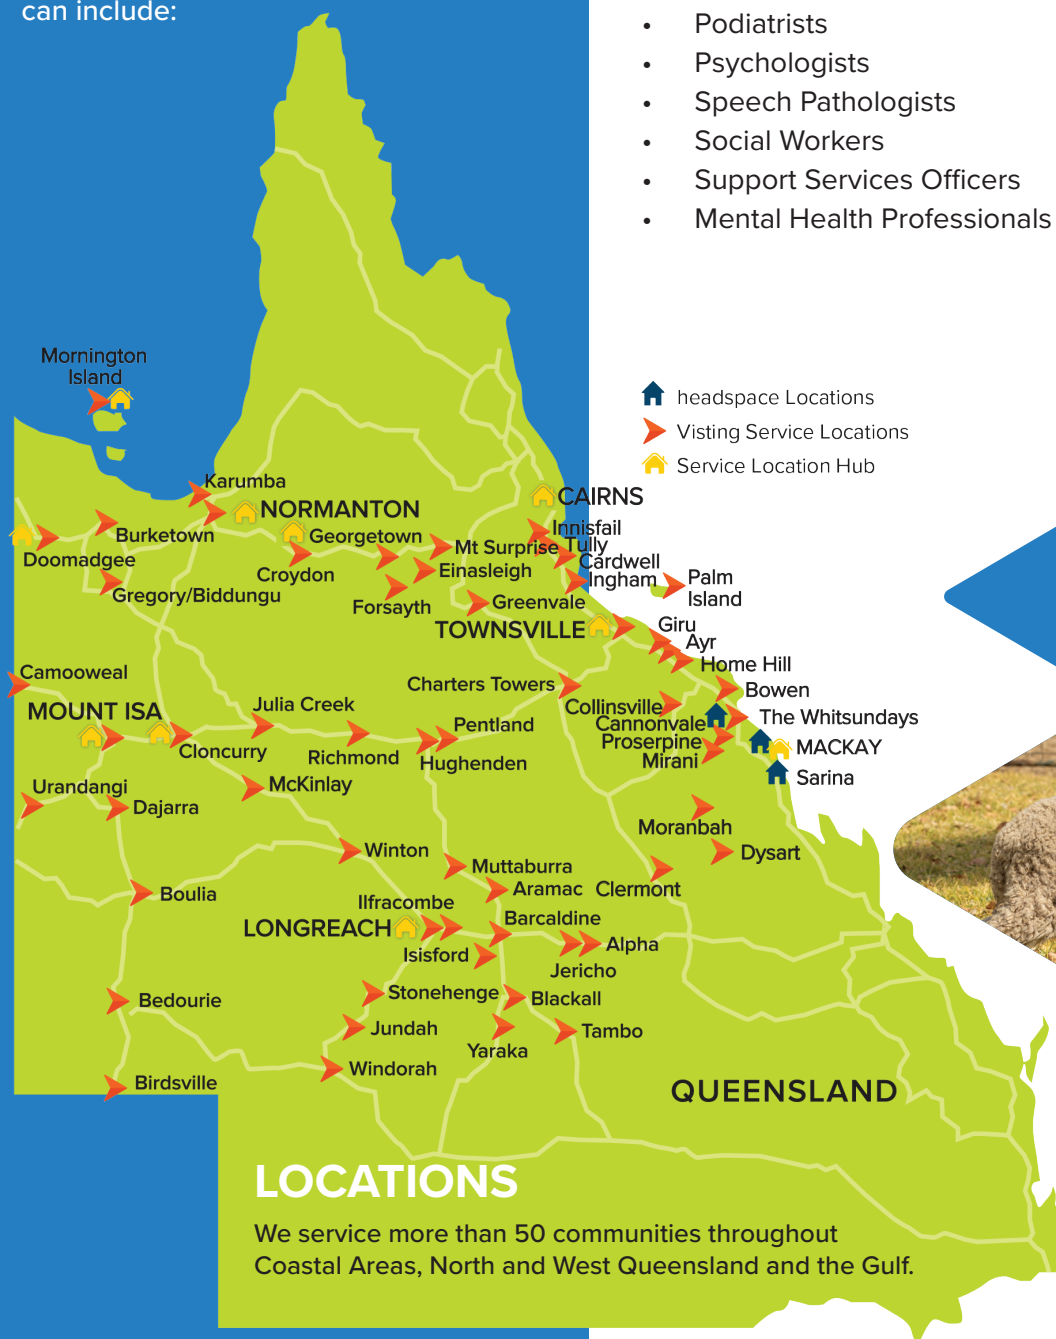 can include:
• Podiatrists
• Psychologists
• Speech Pathologists
• Social Workers
• Support Services Officers
• Mental Health Professionals
headspace Locations
Visting Service Locations
Service Location Hub
Mornington
Island
Karumba
NORMANTON
CAIRNS
Burketown
Georgetown
Innisfail
Mt Surprise
Tully
Doomadgee
Cardwell
Croydon
Einasleigh
Ingham
Palm
Island
Gregory/Biddungu
Forsayth
Greenvale
TOWNSVILLE
Giru
Ayr
Home Hill
Camooweal
Charters Towers
Bowen
MOUNT ISA
Julia Creek
Collinsville
Pentland
Cannonvale
The Whitsundays
Cloncurry
Richmond
Hughenden
Proserpine
MACKAY
Mirani
Urandangi
McKinlay
Sarina
Dajarra
Moranbah
Winton
Dysart
Muttaburra
Boulia
Aramac
Clermont
Ilfracombe
LONGREACH
Barcaldine
Isisford
Alpha
Jericho
Bedourie
Stonehenge
Blackall
Jundah
Yaraka
Tambo
Windorah
Birdsville
QUEENSLAND
LOCATIONS
We service more than 50 communities throughout
Coastal Areas, North and West Queensland and the Gulf.